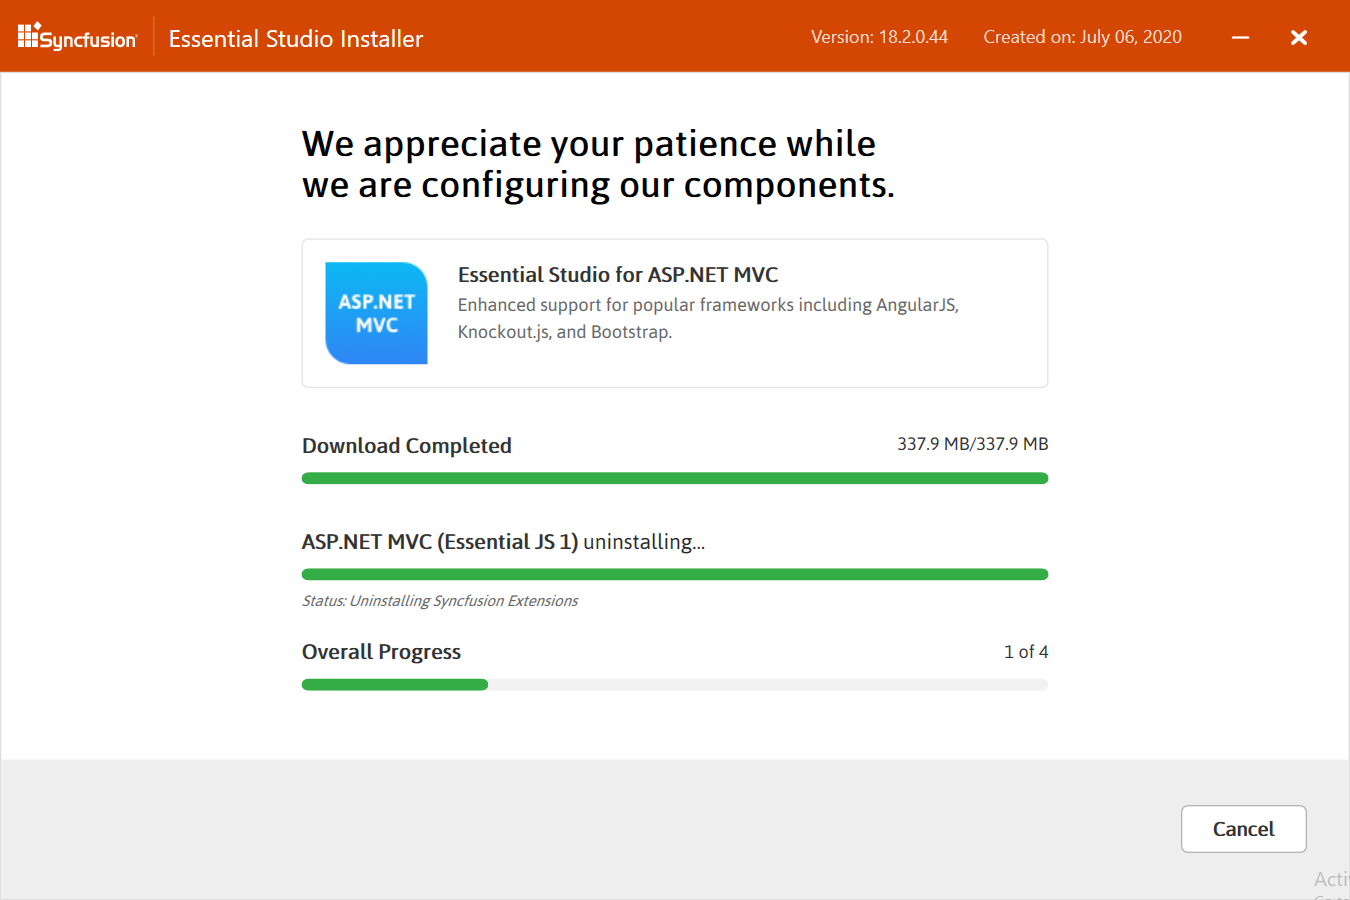 Syncfusion
Essential Studio Installer
Version: 18.2.0.44
Created on: July 06, 2020
We appreciate your patience while
we are configuring our components.
ASP.NET
MVC
Essential Studio for ASP.NET MVC
Enhanced support for popular frameworks including AngularJS,
Knockout.js, and Bootstrap.
Download Completed
337.9 MB/337.9 MB
ASP.NET MVC (Essential JS 1) uninstalling...
Status: Uninstalling Syncfusion Extensions
Overall Progress
1 of 4
Cancel